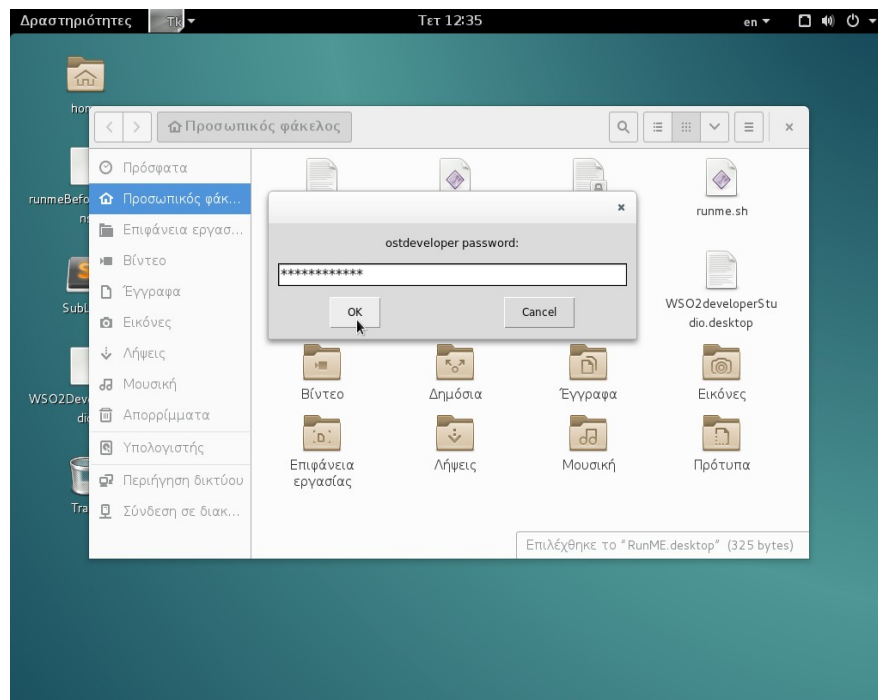 Δραστηριότητες
Tk
Τετ 12:35
en
Προσωπικός φάκελος
Πρόσφατα
Προσωπικός φάκ...
Επιφάνεια εργασ...
Βίντεο
Έγγραφα
Εικόνες
Λήψεις
Μουσική
Απορρίμματα
Υπολογιστής
Περιήγηση δικτύου
Σύνδεση σε διακ...
runme.sh
ostdeveloper password:
************
OK
Cancel
WSO2developerStu
dio.desktop
Βίντεο
Δημόσια
Έγγραφα
Εικόνες
Επιφάνεια
εργασίας
Λήψεις
Μουσική
Πρότυπα
Επιλέχθηκε το "RunME.desktop" (325 bytes)